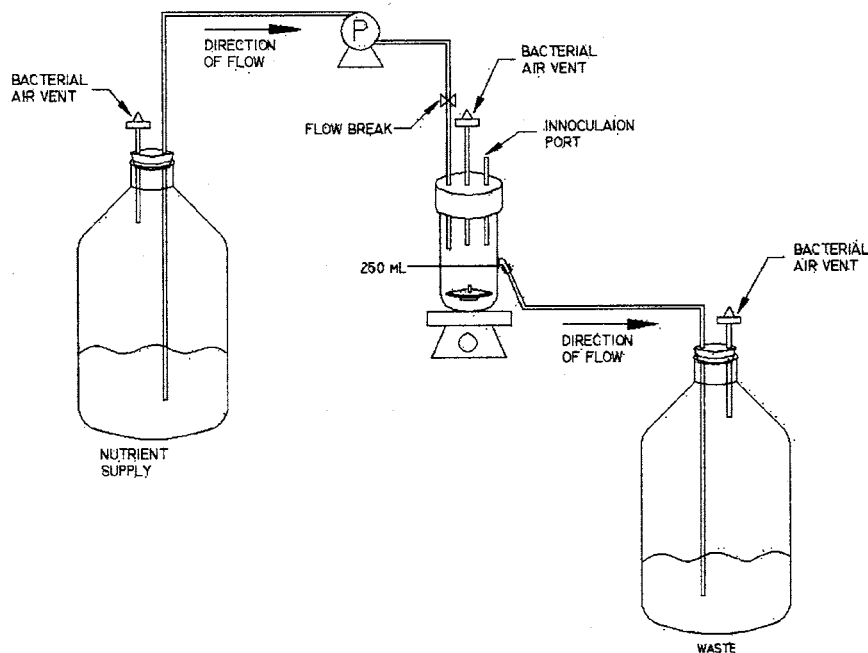 P
DIRECTION
OF FLOW
BACTERIAL
AIR VENT
BACTERIAL
AIR VENT
FLOW BREAK
INNOCULAION
PORT
250 ML
BACTERIAL
AIR VENT
DIRECTION
OF FLOW
NUTRIENT
SUPPLY
WASTE